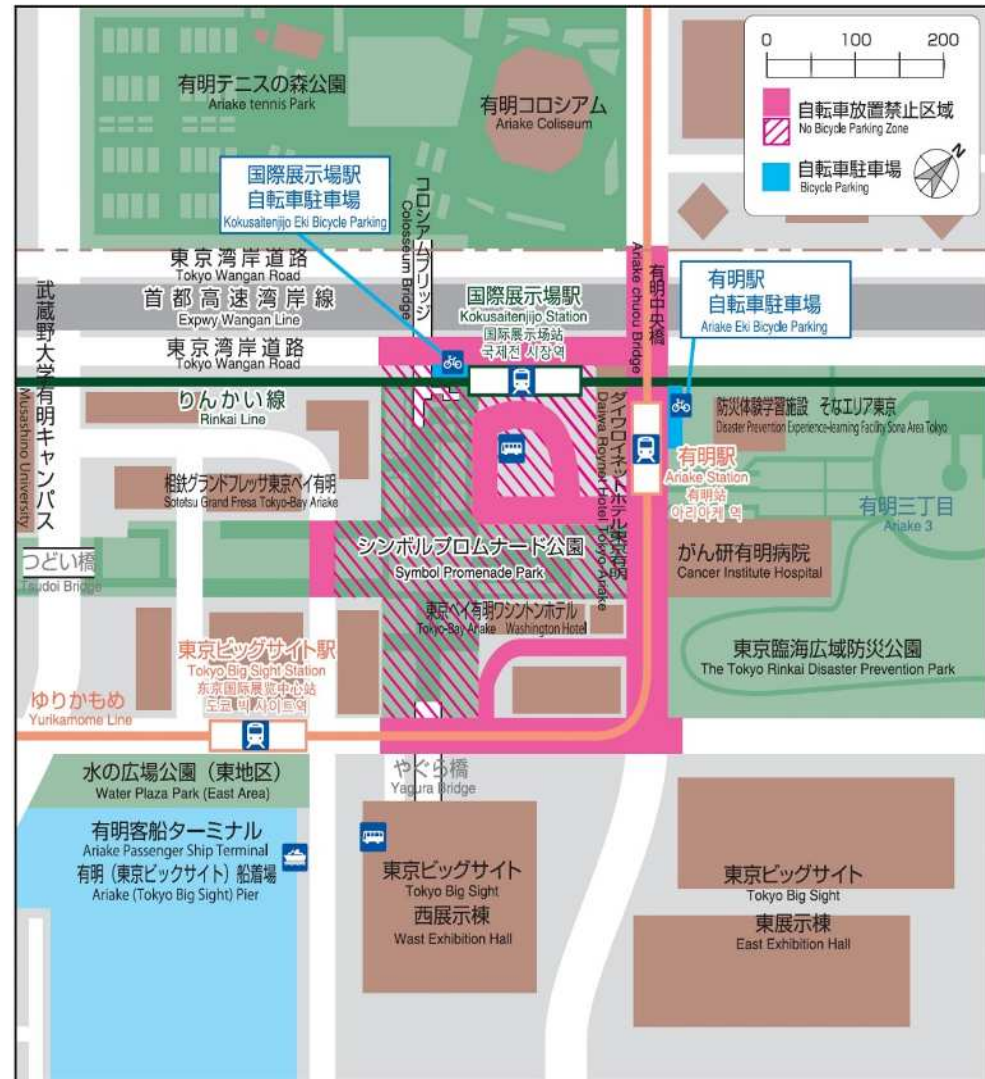 有明テニスの森公園
Ariake tennis Park
有明コロシアム
Ariake Coliseum
0 100 200
自転車放置禁止区域
No Bicycle Parking Zone
自転車駐車場
Bicycle Parking
N
国際展示場駅
自転車駐車場
Kokusaitenjijo Eki Bicycle Parking
コロシアムブリッジ
Colosseum Bridge
東京湾岸道路
Tokyo Wangan Road
首都高速湾岸線
Expwy Wangan Line
東京湾岸道路
Tokyo Wangan Road
国際展示場駅
Kokusaitenjijo Station
国际展示场站
국제전 시장역
有明中央橋
Ariake chuou Bridge
有明駅
自転車駐車場
Ariake Eki Bicycle Parking
武蔵野大学有明キャンパス
Musashino University
りんかい線
Rinkai Line
ダイワロイネットホテル東京有明
Daiwa Roynet Hotel Tokyo Ariake
防災体験学習施設 そなエリア東京
Disaster Prevention Experience-learning Facility Sona Area Tokyo
有明駅
Ariake Station
有明站
아리아케 역
相鉄グランドフレッサ東京ベイ有明
Sotetsu Grand Fresa Tokyo-Bay Ariake
有明三丁目
Ariake 3
つどい橋
Tsudoi Bridge
シンボルプロムナード公園
Symbol Promenade Park
がん研有明病院
Cancer Institute Hospital
東京ベイ有明ワシントンホテル
Tokyo-Bay Ariake Washington Hotel
東京臨海広域防災公園
The Tokyo Rinkai Disaster Prevention Park
東京ビッグサイト駅
Tokyo Big Sight Station
东京国际展览中心站
도쿄 빅 사이트역
ゆりかもめ
Yurikamome Line
水の広場公園（東地区）
Water Plaza Park (East Area)
やぐら橋
Yagura Bridge
有明客船ターミナル
Ariake Passenger Ship Terminal
有明（東京ビックサイト）船着場
Ariake (Tokyo Big Sight) Pier
東京ビッグサイト
Tokyo Big Sight
西展示棟
Wast Exhibition Hall
東京ビッグサイト
Tokyo Big Sight
東展示棟
East Exhibition Hall